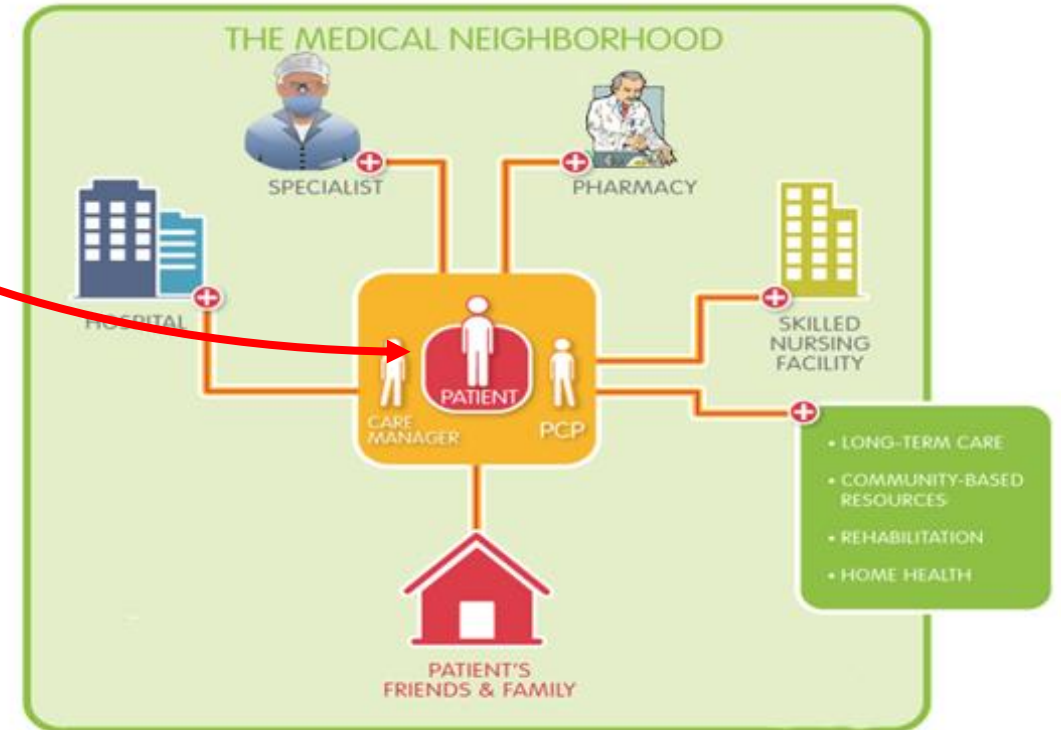 THE MEDICAL NEIGHBORHOOD
SPECIALIST
PHARMACY
HOSPITAL
SKILLED
NURSING
FACILITY
PATIENT
CARE
MANAGER
PCP
• LONG-TERM CARE
• COMMUNITY-BASED
RESOURCES
• REHABILITATION
• HOME HEALTH
PATIENT'S
FRIENDS & FAMILY